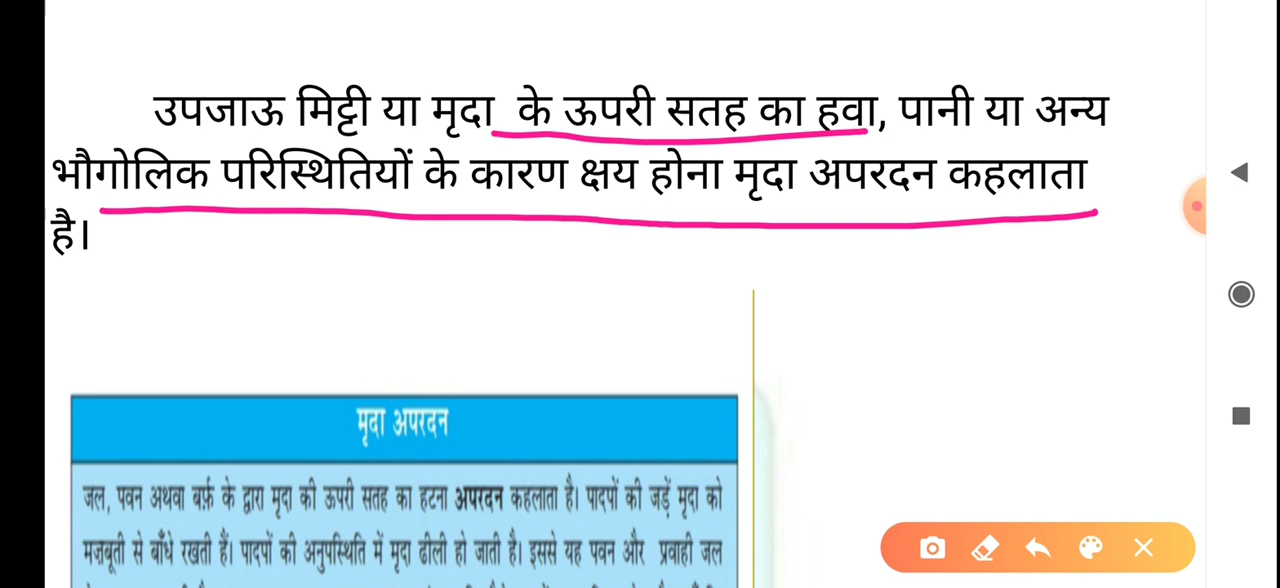 उपजाऊ मिट्टी या मृदा के ऊपरी सतह का हवा, पानी या अन्य
भौगोलिक परिस्थितियों के कारण क्षय होना मृदा अपरदन कहलाता
है।
मृदा अपरदन
जल, पवन अथवा बर्फ़ के द्वारा मृदा की ऊपरी सतह का हटना अपरदन कहलाता है। पादपों की जड़ें मृदा को
मज़बूती से बाँधे रखती हैं। पादपों की अनुपस्थिति में मृदा ढीली हो जाती है। इससे यह पवन और प्रवाही जल